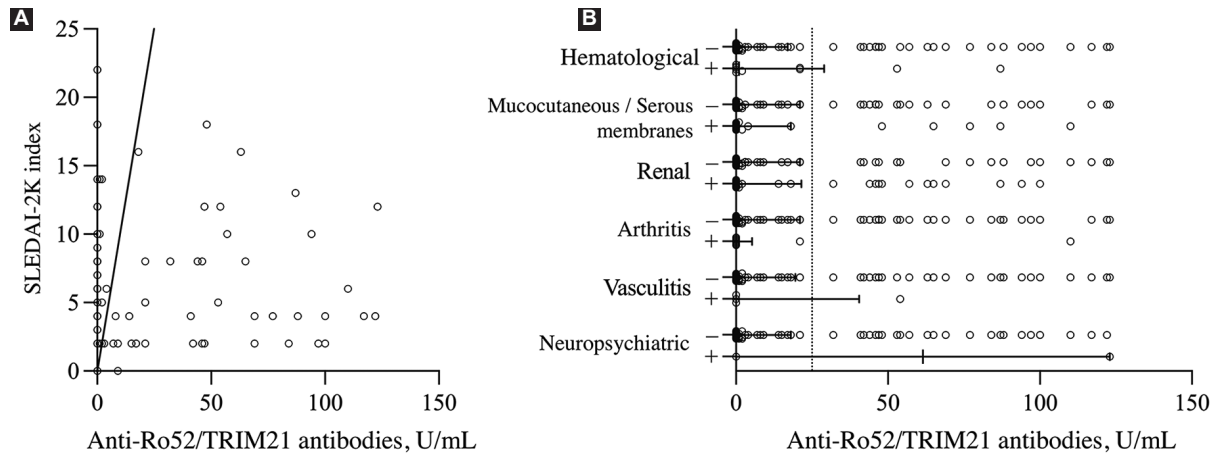 A
25
20
15
10
5
0
SLEDAI-2K index
0 50 100 150
Anti-Ro52/TRIM21 antibodies, U/mL
B
Hematological
−
+
Mucocutaneous / Serous
membranes
−
+
Renal
−
+
Arthritis
−
+
Vasculitis
−
+
Neuropsychiatric
−
+
0 50 100 150
Anti-Ro52/TRIM21 antibodies, U/mL